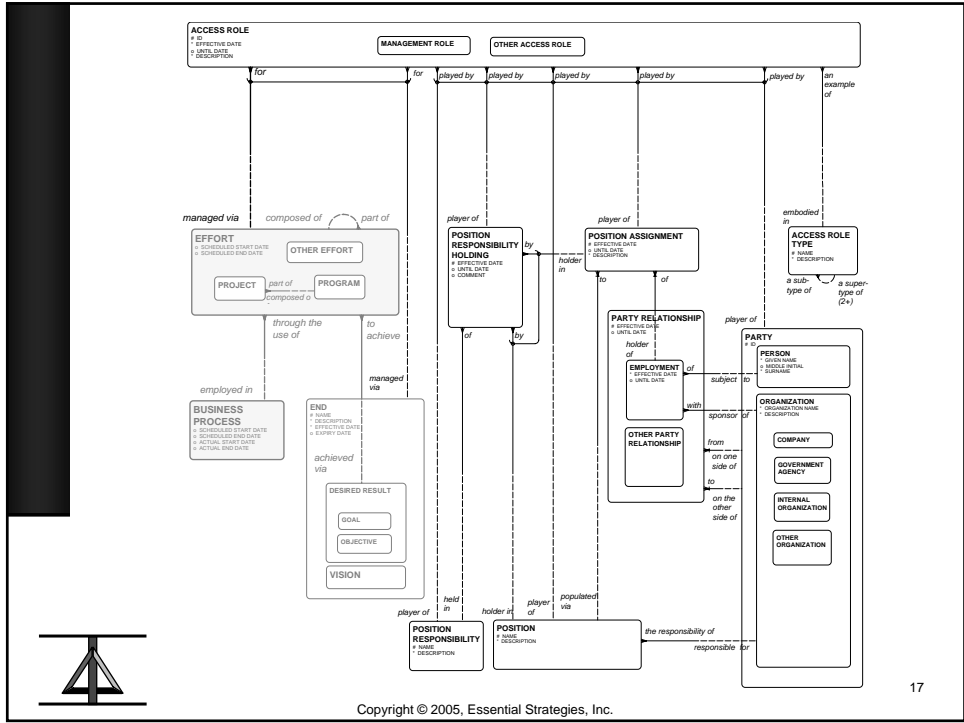 ACCESS ROLE
# ID
* EFFECTIVE DATE
o UNTIL DATE
* DESCRIPTION
MANAGEMENT ROLE
OTHER ACCESS ROLE
for
for
played by
played by
played by
played by
played by
an
example
of
managed via
composed of
part of
player of
player of
embodied
in
EFFORT
o SCHEDULED START DATE
o SCHEDULED END DATE
OTHER EFFORT
PROJECT
part of
composed o
PROGRAM
POSITION
RESPONSIBILITY
HOLDING
# EFFECTIVE DATE
o UNTIL DATE
o COMMENT
by
holder
in
POSITION ASSIGNMENT
# EFFECTIVE DATE
o UNTIL DATE
* DESCRIPTION
ACCESS ROLE
TYPE
# NAME
* DESCRIPTION
a sub-
type of
a super-
type of
(2+)
to
of
through the
use of
to
achieve
of
by
PARTY RELATIONSHIP
# EFFECTIVE DATE
o UNTIL DATE
holder
of
player of
PARTY
# ID
PERSON
* GIVEN NAME
o MIDDLE INITIAL
* SURNAME
EMPLOYMENT
* EFFECTIVE DATE
o UNTIL DATE
of
subject to
with
sponsor of
managed
via
employed in
BUSINESS
PROCESS
o SCHEDULED START DATE
o SCHEDULED END DATE
o ACTUAL START DATE
o ACTUAL END DATE
END
# NAME
* DESCRIPTION
* EFFECTIVE DATE
o EXPIRY DATE
achieved
via
ORGANIZATION
* ORGANIZATION NAME
* DESCRIPTION
OTHER PARTY
RELATIONSHIP
from
on one
side of
to
on the
other
side of
COMPANY
GOVERNMENT
AGENCY
INTERNAL
ORGANIZATION
OTHER
ORGANIZATION
DESIRED RESULT
GOAL
OBJECTIVE
VISION
player of
held
in
holder in
player
of
populated
via
POSITION
RESPONSIBILITY
# NAME
* DESCRIPTION
POSITION
# NAME
* DESCRIPTION
the responsibility of
responsible for
17
Copyright © 2005, Essential Strategies, Inc.